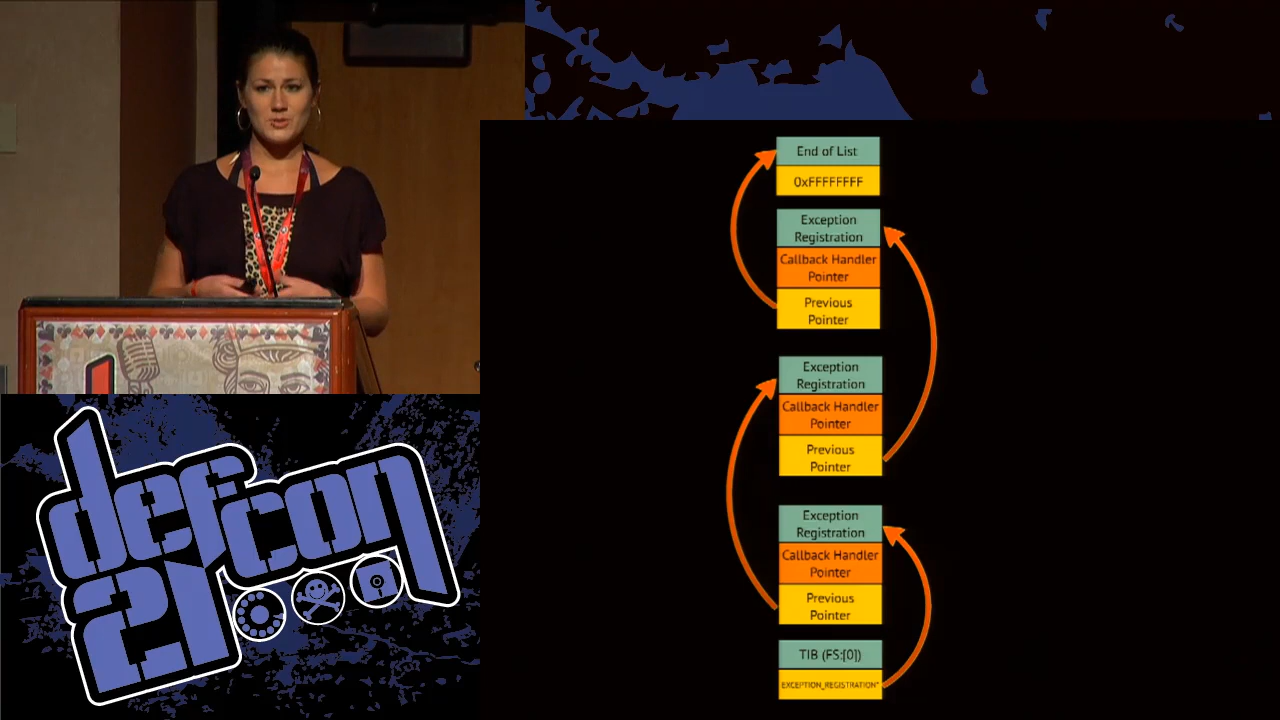 defcon
21
End of List
0xFFFFFFFF
Exception
Registration
Callback Handler
Pointer
Previous
Pointer
Exception
Registration
Callback Handler
Pointer
Previous
Pointer
Exception
Registration
Callback Handler
Pointer
Previous
Pointer
TIB (FS:[0])
EXCEPTION_REGISTRATION*